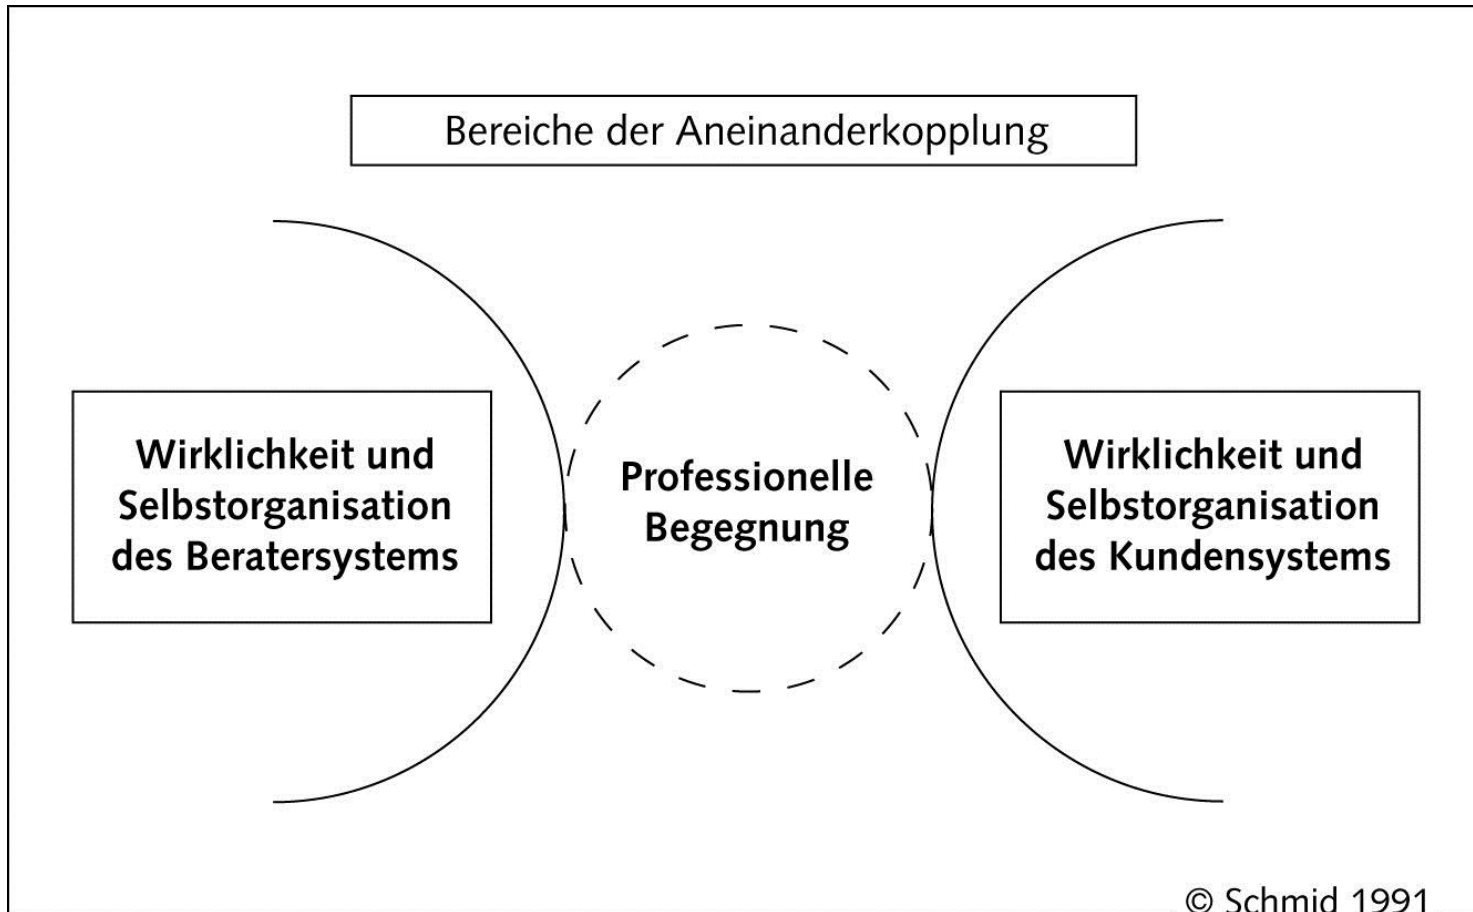 Bereiche der Aneinanderkopplung
Wirklichkeit und
Selbstorganisation
des Beratersystems
Professionelle
Begegnung
Wirklichkeit und
Selbstorganisation
des Kundensystems
© Schmid 1991